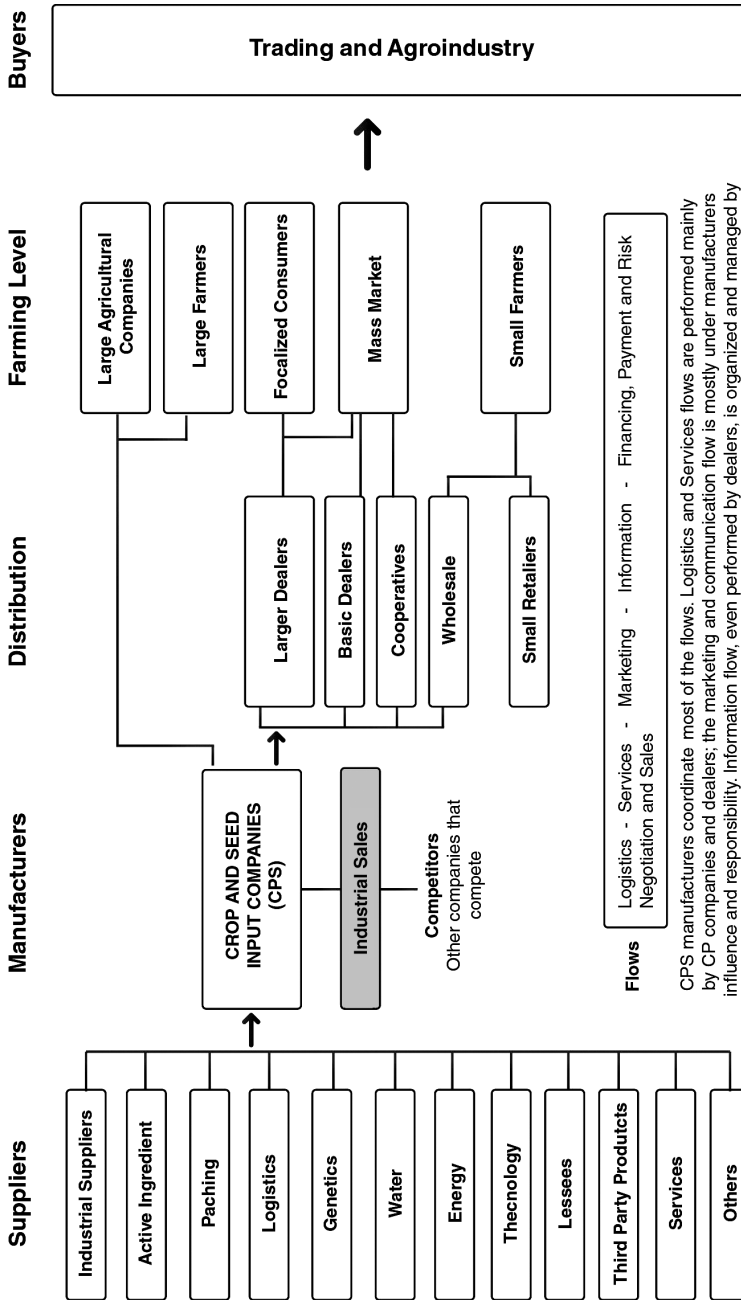 Suppliers
Manufacturers
Distribution
Farming Level
Buyers
Industrial Suppliers
Active Ingredient
Paching
Logistics
Genetics
Water
Energy
Thecnology
Lessees
Third Party Produtcts
Services
Others
CROP AND SEED
INPUT COMPANIES
(CPS)
Industrial Sales
Competitors
Other companies that
compete
Larger Dealers
Basic Dealers
Cooperatives
Wholesale
Small Retaliers
Large Agricultural
Companies
Large Farmers
Focalized Consumers
Mass Market
Small Farmers
Trading and Agroindustry
Flows
Logistics - Services - Marketing - Information - Financing, Payment and Risk
Negotiation and Sales
CPS manufacturers coordinate most of the flows. Logistics and Services flows are performed mainly
by CP companies and dealers; the marketing and communication flow is mostly under manufacturers
influence and responsibility. Information flow, even performed by dealers, is organized and managed by